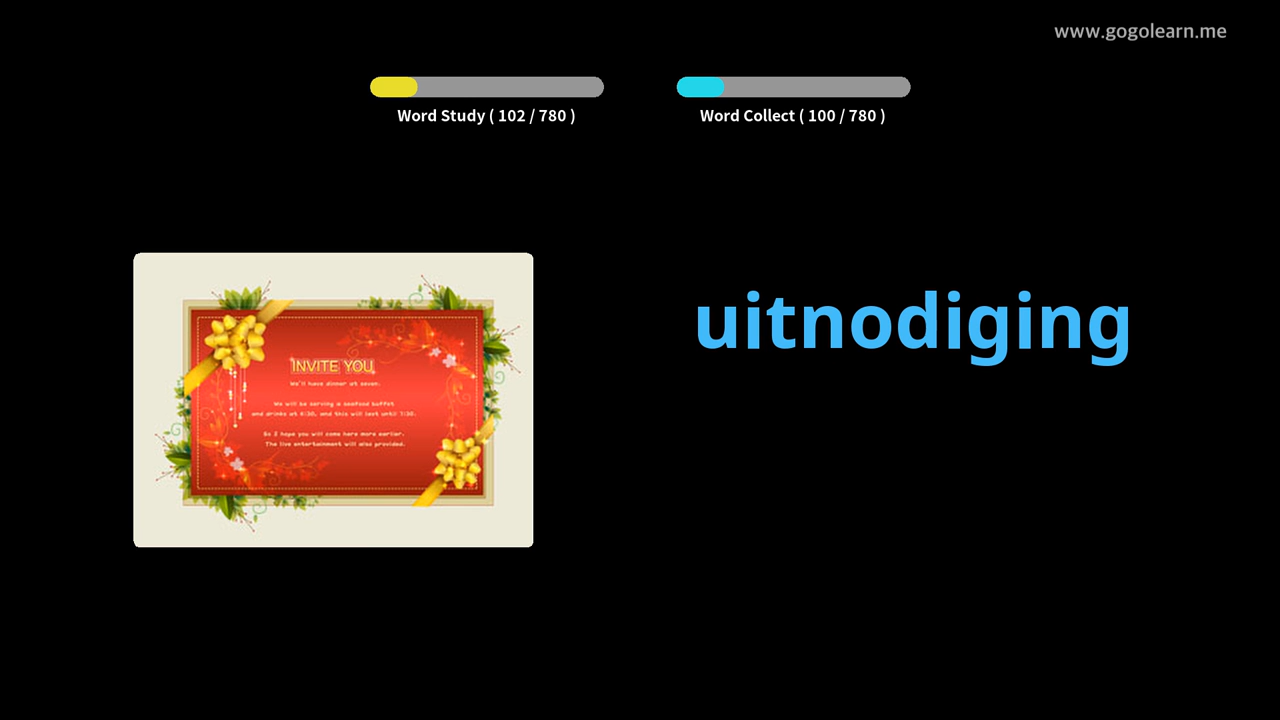 www.gogolearn.me
Word Study ( 102 / 780 )
Word Collect ( 100 / 780 )
INVITE YOU
We'll have dinner at seven.
We will be serving a seafood buffet
and drinks at 6:30, and this will last until 7:30.
So I hope you will come here more earlier.
The live entertainment will also provided.
uitnodiging